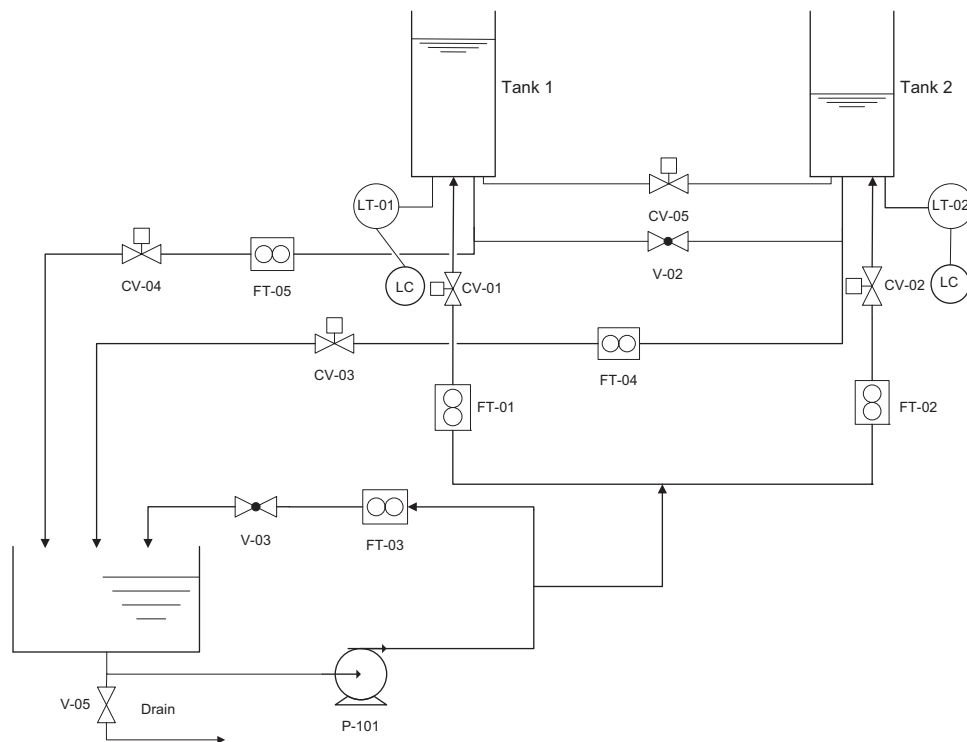 Tank 1
Tank 2
LT-01
LT-02
CV-05
V-02
CV-04
FT-05
LC
CV-01
CV-02
LC
CV-03
FT-04
FT-01
FT-02
V-03
FT-03
V-05
Drain
P-101